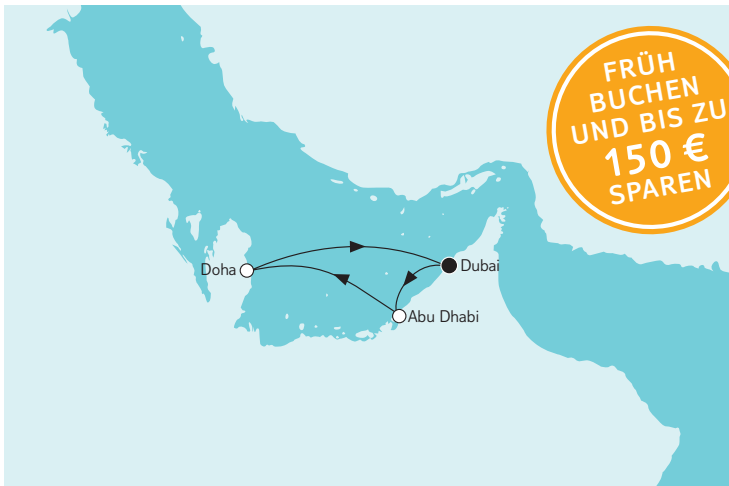 FRÜH
BUCHEN
UND BIS ZU
150 €
SPAREN
Doha
Dubai
Abu Dhabi